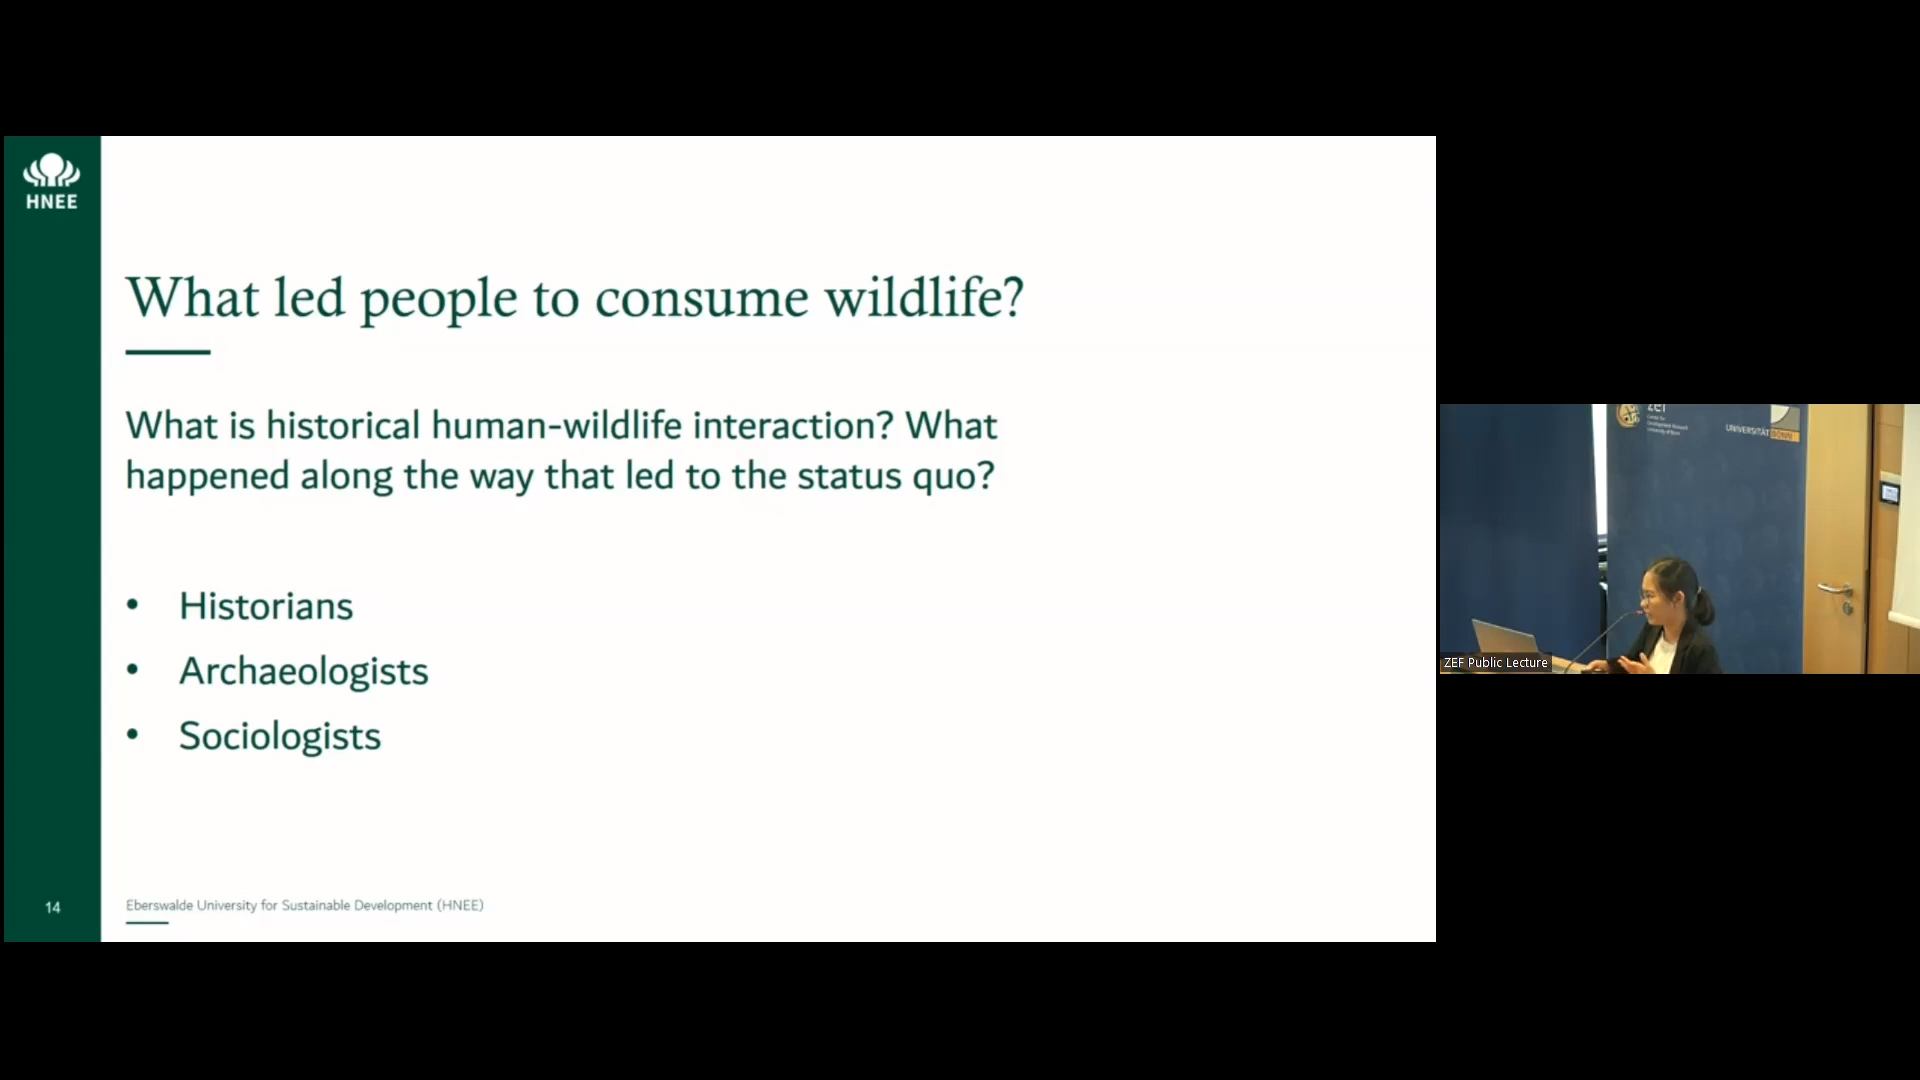 HNEE
What led people to consume wildlife?
What is historical human-wildlife interaction? What
happened along the way that led to the status quo?
• Historians
• Archaeologists
• Sociologists
14
Eberswalde University for Sustainable Development (HNEE)
zef
UNIVERSITÄT BONN
ZEF Public Lecture